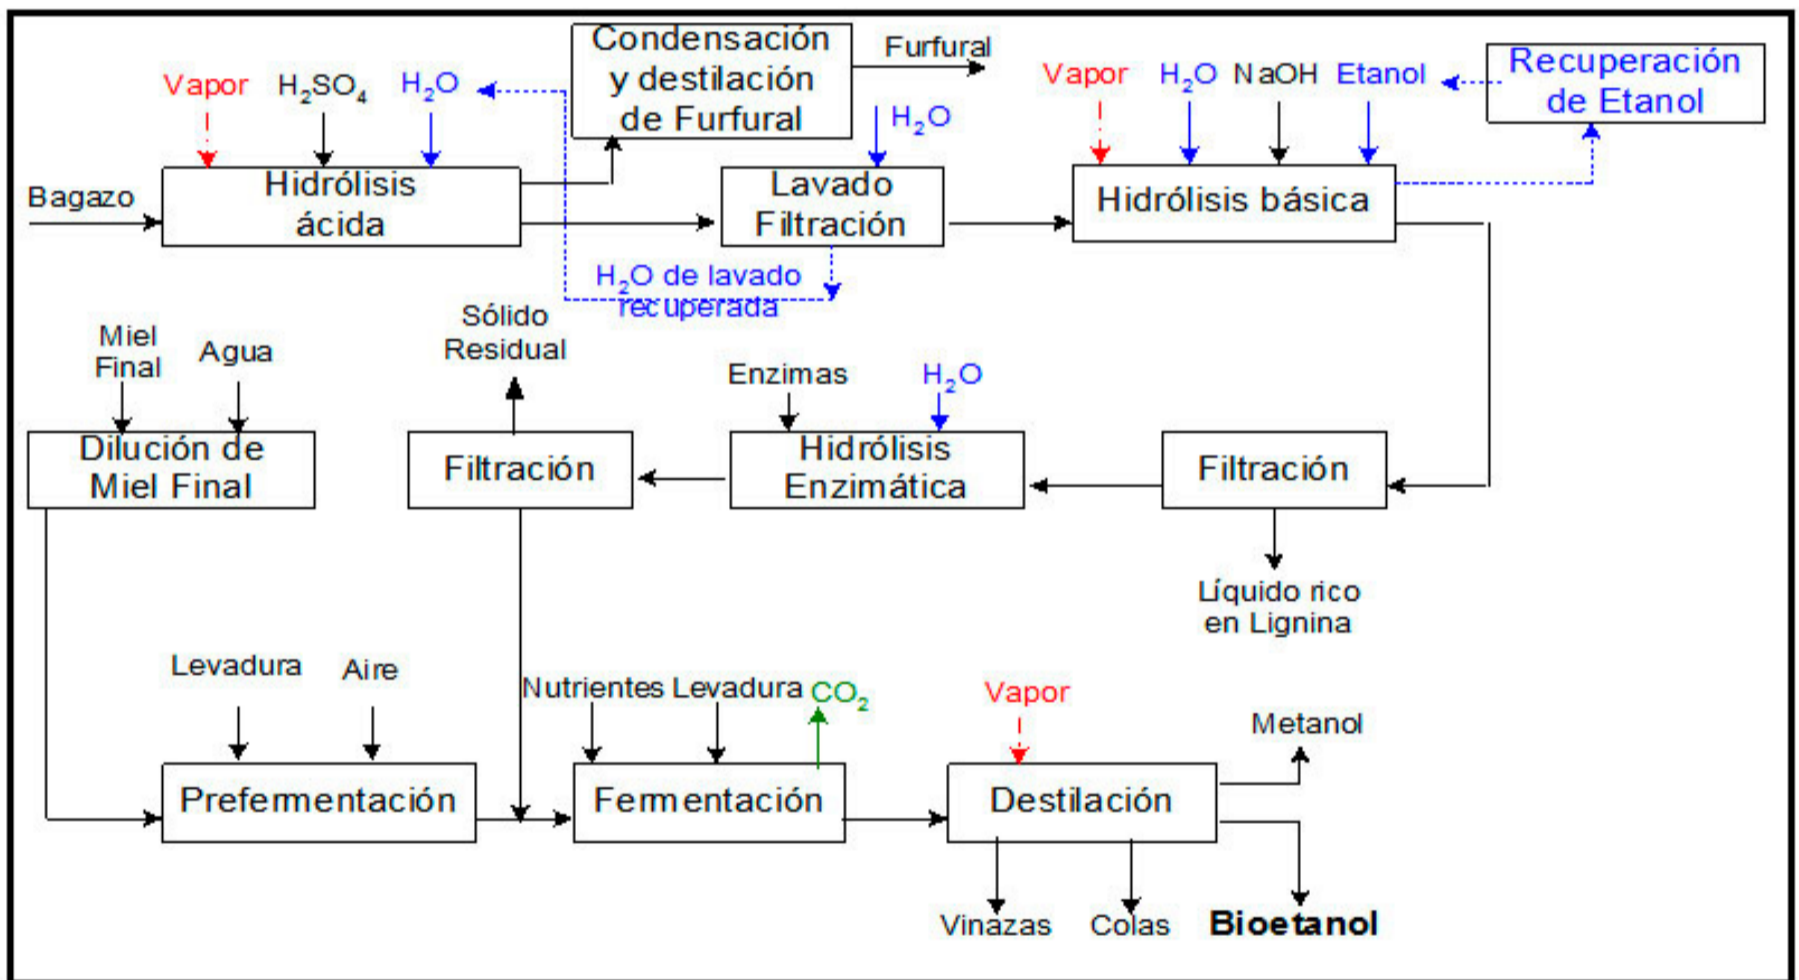 Condensación
y destilación
de Furfural
Furfural
Vapor
H₂SO₄
H₂O
H₂O
Vapor
H₂O
NaOH
Etanol
Recuperación
de Etanol
Bagazo
Hidrólisis
ácida
Lavado
Filtración
Hidrólisis básica
H₂O de lavado
recuperada
Miel
Final
Agua
Sólido
Residual
Enzimas
H₂O
Dilución de
Miel Final
Filtración
Hidrólisis
Enzimática
Filtración
Líquido rico
en Lignina
Levadura
Aire
Nutrientes
Levadura
CO₂
Vapor
Metanol
Prefermentación
Fermentación
Destilación
Vinazas
Colas
Bioetanol